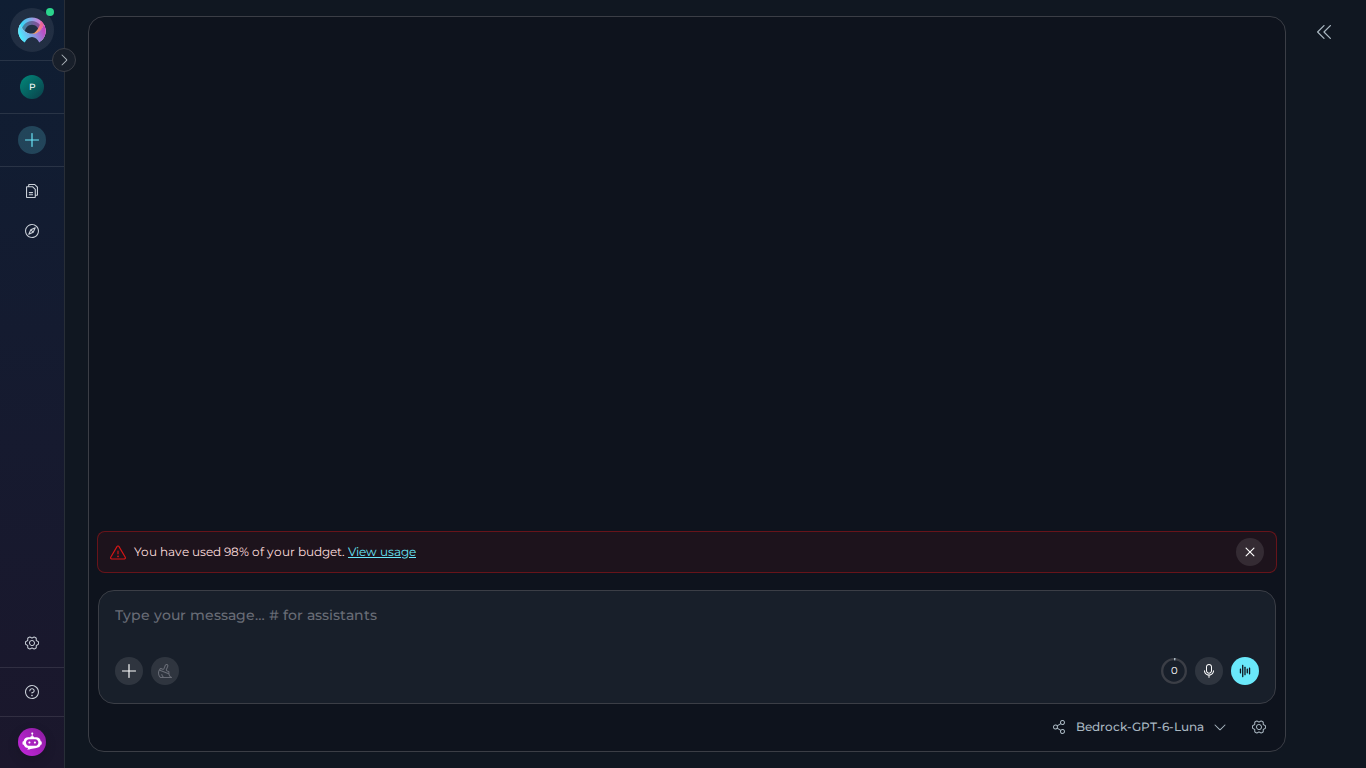 P
You have used 98% of your budget. View usage
Type your message... # for assistants
0
Bedrock-GPT-6-Luna